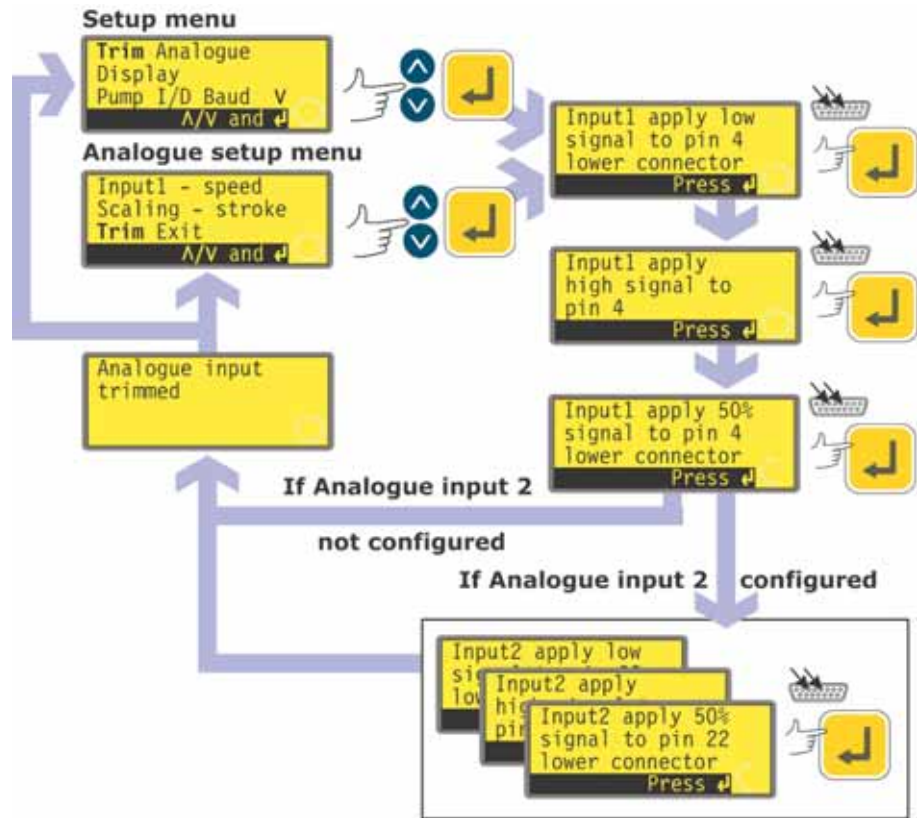 Setup menu
Trim Analogue
Display
Pump I/D Baud V
Λ/V and ↲
Analogue setup menu
Input1 - speed
Scaling - stroke
Trim Exit
Λ/V and ↲
Input1 apply low
signal to pin 4
lower connector
Press ↲
Input1 apply
high signal to
pin 4
Press ↲
Input1 apply 50%
signal to pin 4
lower connector
Press ↲
Analogue input
trimmed
If Analogue input 2
not configured
If Analogue input 2 configured
Input2 apply low
Input2 apply
Input2 apply 50%
signal to pin 22
lower connector
Press ↲